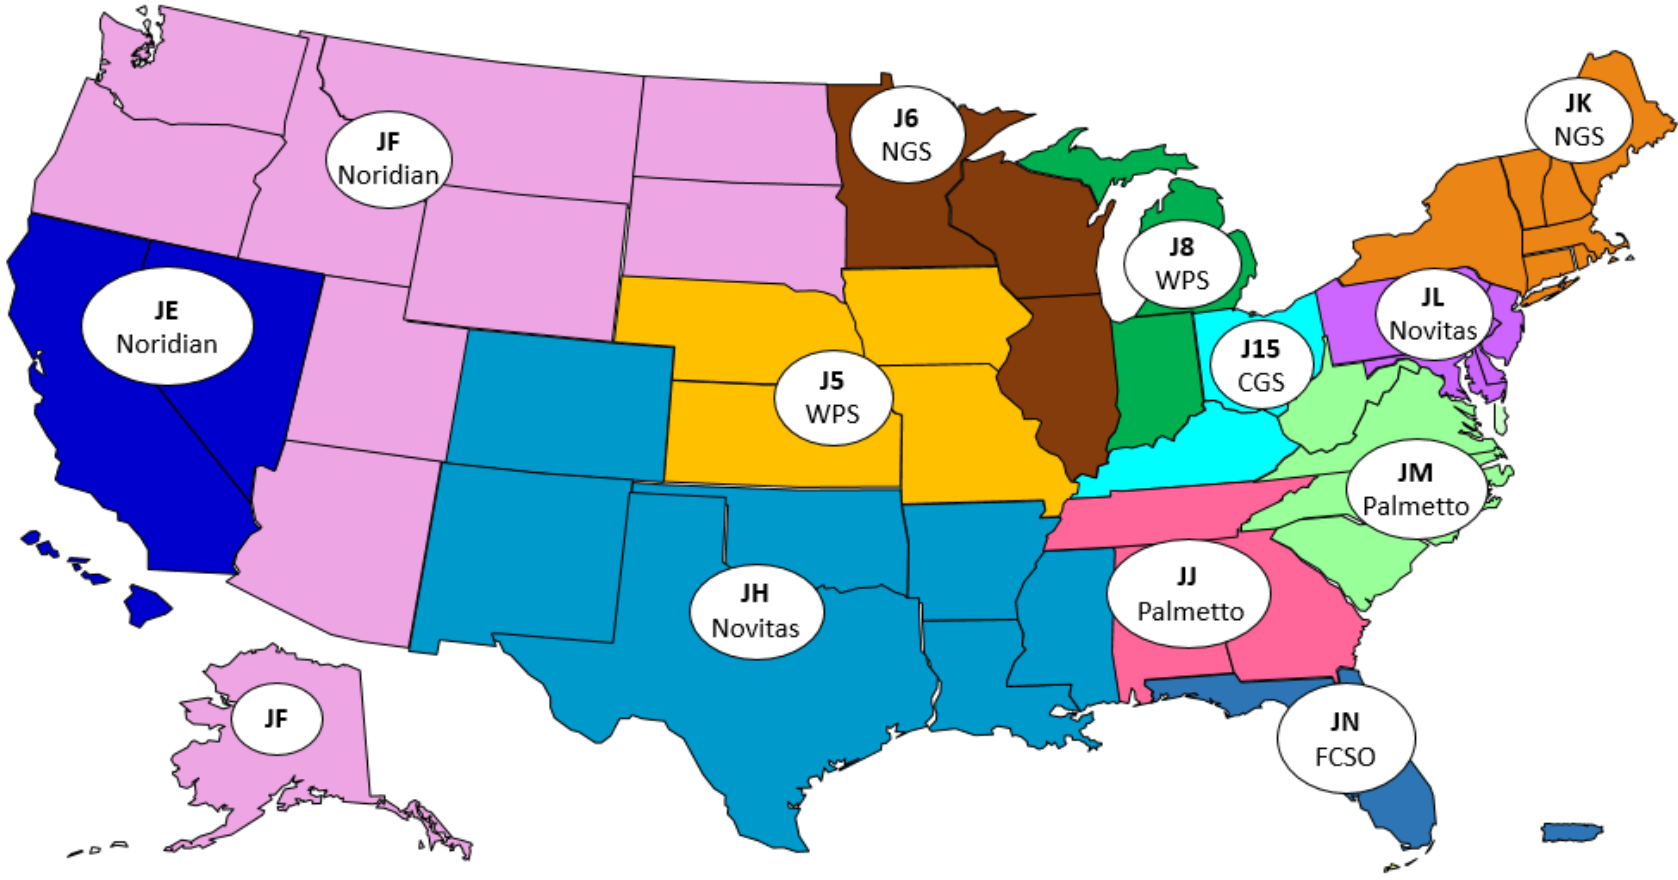 JK
NGS
J6
NGS
JF
Noridian
J8
WPS
JE
Noridian
JL
Novitas
J15
CGS
J5
WPS
JM
Palmetto
JH
Novitas
JJ
Palmetto
JF
JN
FCSO